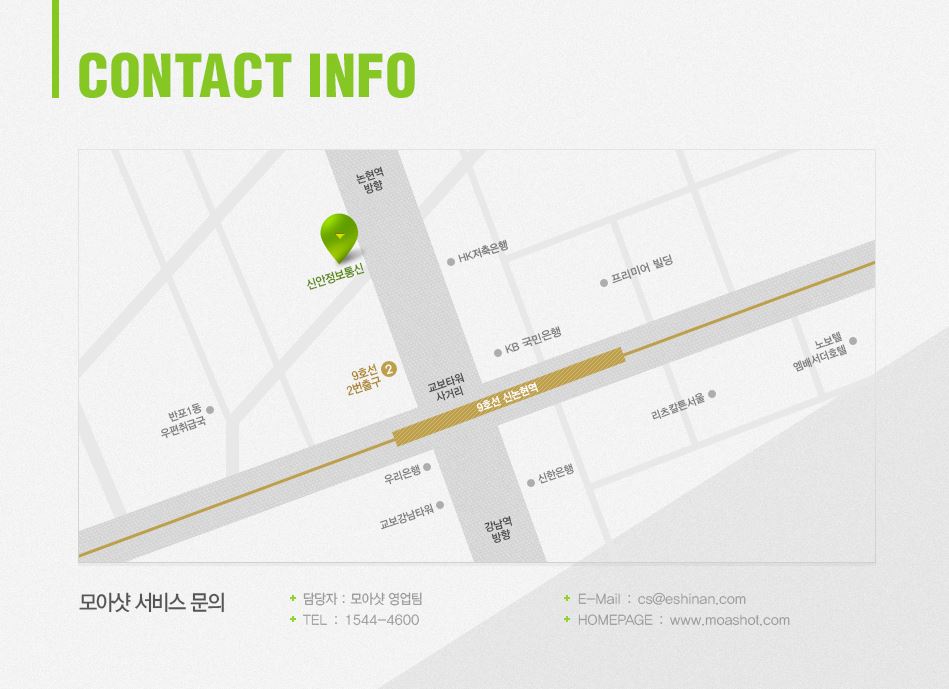 CONTACT INFO
논현역
방향
신안정보통신
HK저축은행
프리미어 빌딩
KB 국민은행
노보텔
엠배서더호텔
9호선
2번출구
2
교보타워
사거리
9호선 신논현역
리츠칼튼서울
반포1동
우편취급국
우리은행
신한은행
교보강남타워
강남역
방향
모아샷 서비스 문의
담당자 : 모아샷 영업팀
TEL : 1544-4600
E-Mail : cs@eshinan.com
HOMEPAGE : www.moashot.com